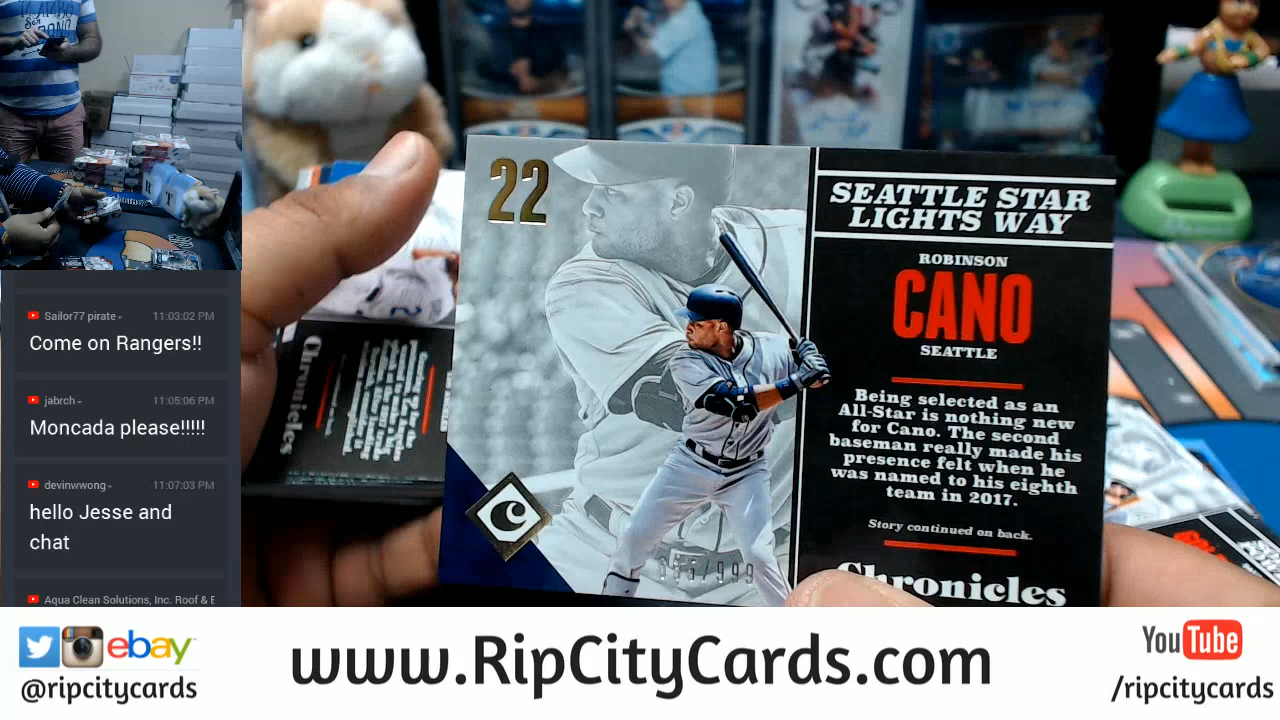 Sailor77 pirate 11:03:02 PM
Come on Rangers!!
jabrch 11:05:06 PM
Moncada please!!!!!
devinwwong 11:07:03 PM
hello Jesse and
chat
Aqua Clean Solutions, Inc. Roof & E
22
SEATTLE STAR
LIGHTS WAY
ROBINSON
CANO
SEATTLE
Being selected as an
All-Star is nothing new
for Cano. The second
baseman really made his
presence felt when he
was named to his eighth
team in 2017.
Story continued on back.
Chronicles
C
/999
Chronicles
ebay
@ripcitycards
www.RipCityCards.com
YouTube
/ripcitycards